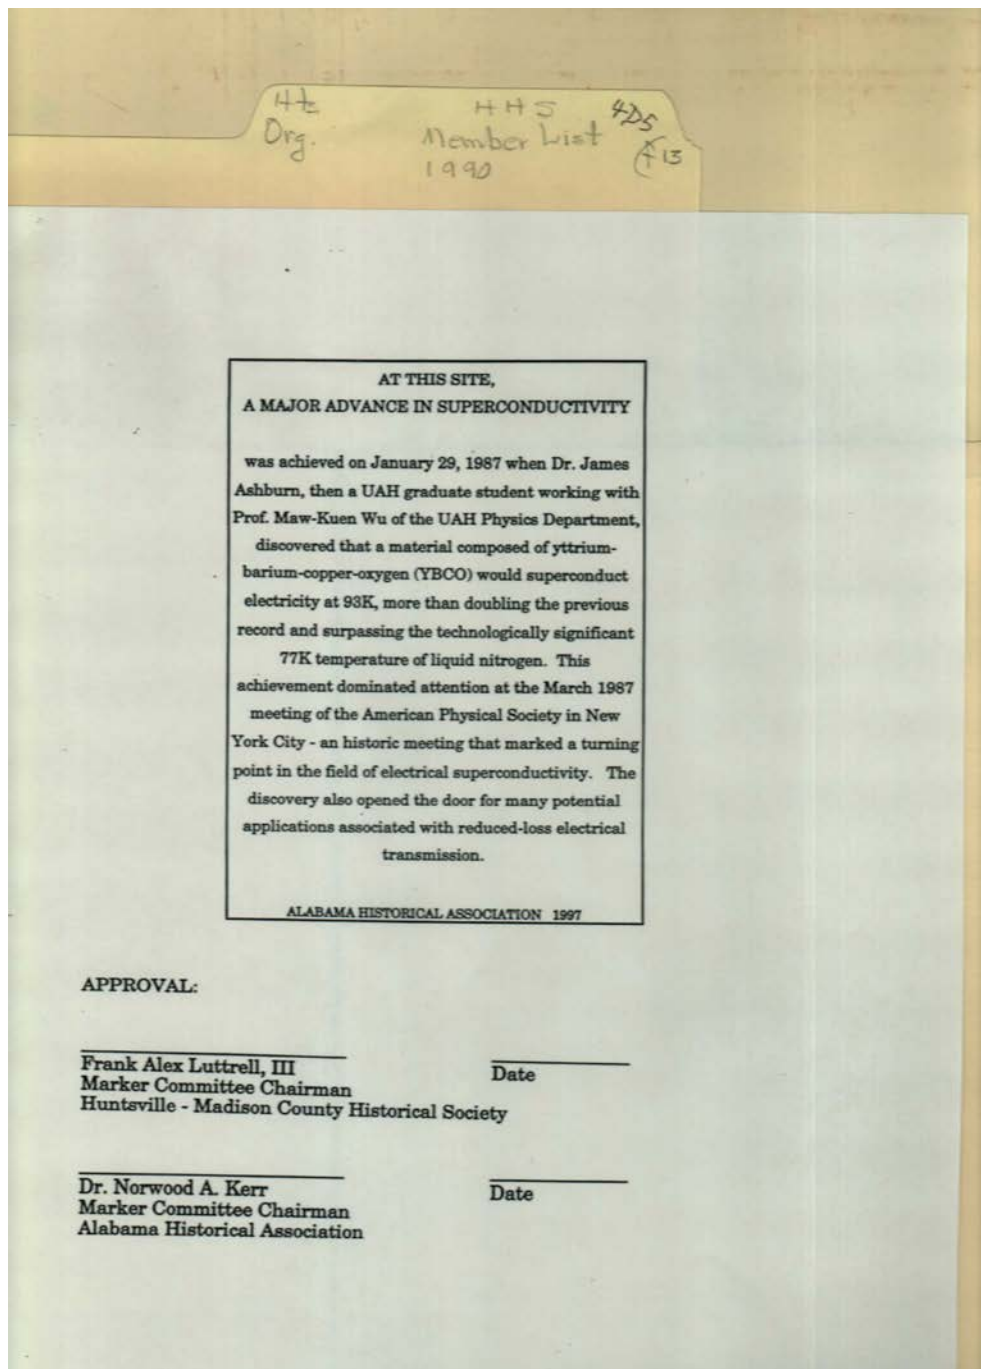 Hts
Org.
HHS
Member List
1990
4D5
F13
AT THIS SITE,
A MAJOR ADVANCE IN SUPERCONDUCTIVITY
was achieved on January 29, 1987 when Dr. James
Ashburn, then a UAH graduate student working with
Prof. Maw-Kuen Wu of the UAH Physics Department,
discovered that a material composed of yttrium-
barium-copper-oxygen (YBCO) would superconduct
electricity at 93K, more than doubling the previous
record and surpassing the technologically significant
77K temperature of liquid nitrogen. This
achievement dominated attention at the March 1987
meeting of the American Physical Society in New
York City - an historic meeting that marked a turning
point in the field of electrical superconductivity. The
discovery also opened the door for many potential
applications associated with reduced-loss electrical
transmission.
ALABAMA HISTORICAL ASSOCIATION 1997
APPROVAL:
Frank Alex Luttrell, III
Date
Marker Committee Chairman
Huntsville - Madison County Historical Society
Dr. Norwood A. Kerr
Date
Marker Committee Chairman
Alabama Historical Association